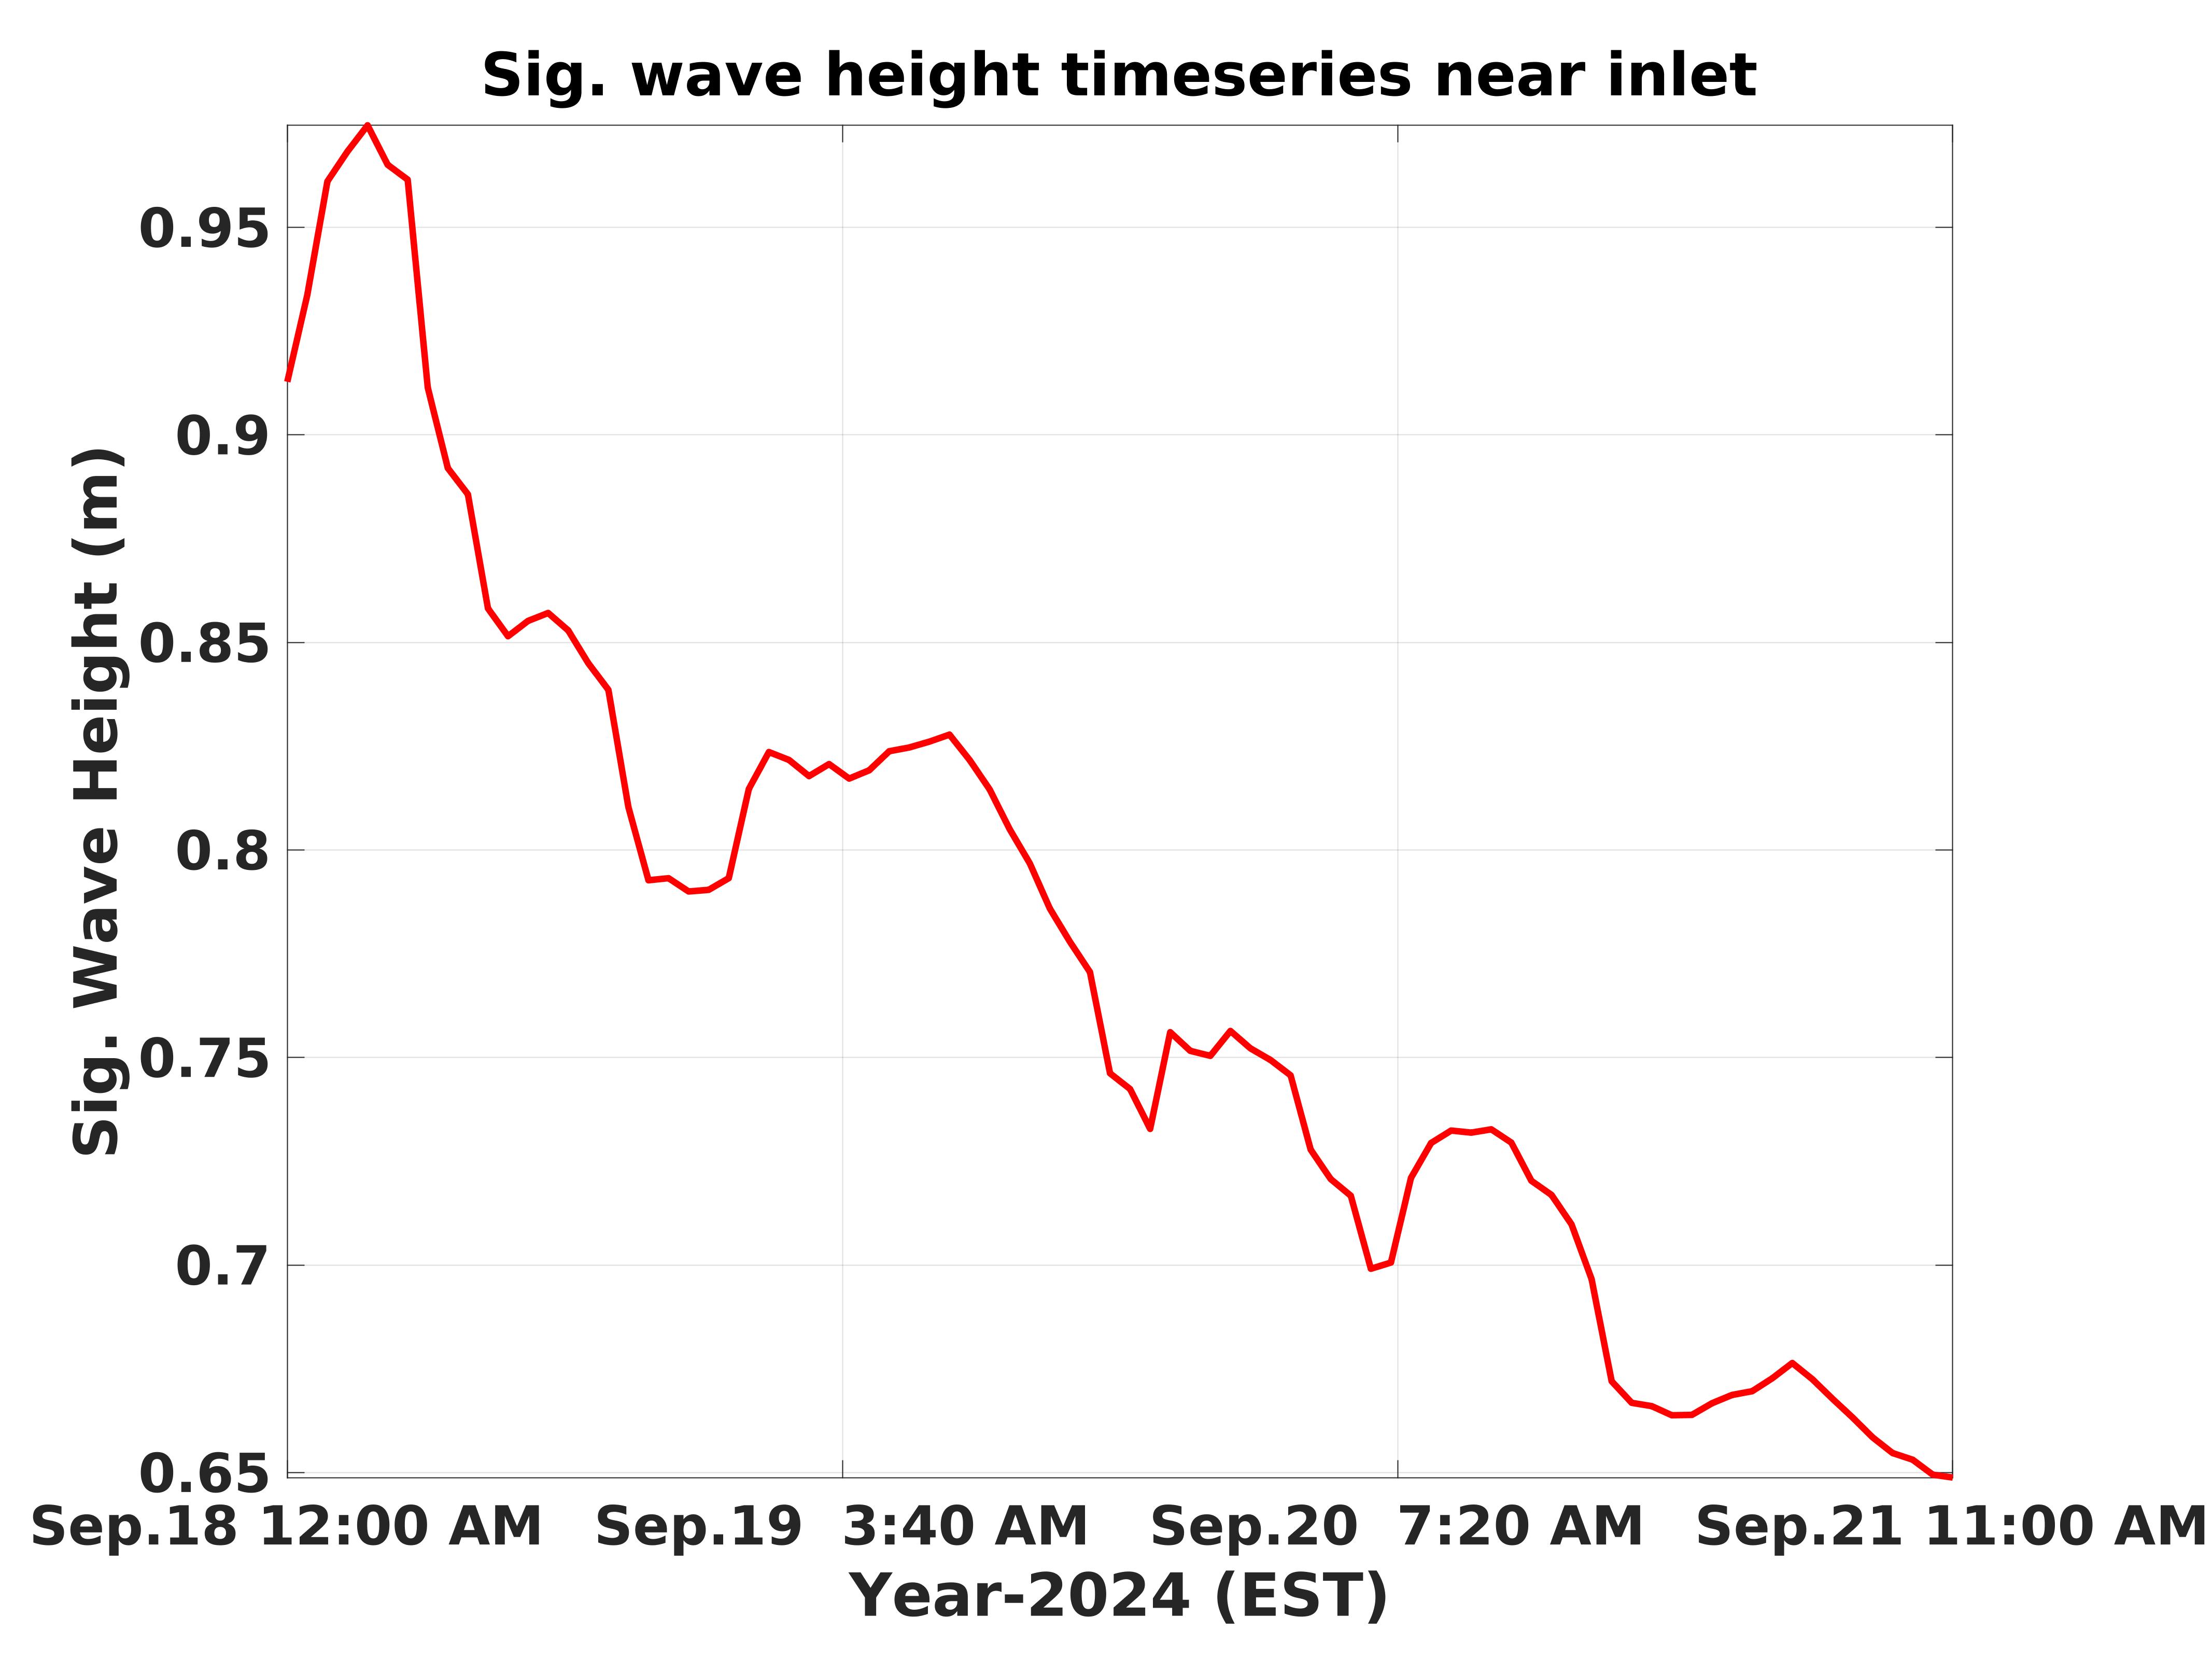 Sig. wave height timeseries near inlet
Sig. Wave Height (m)
0.95
0.9
0.85
0.8
0.75
0.7
0.65
Sep.18 12:00 AM Sep.19 3:40 AM Sep.20 7:20 AM Sep.21 11:00 AM
Year-2024 (EST)